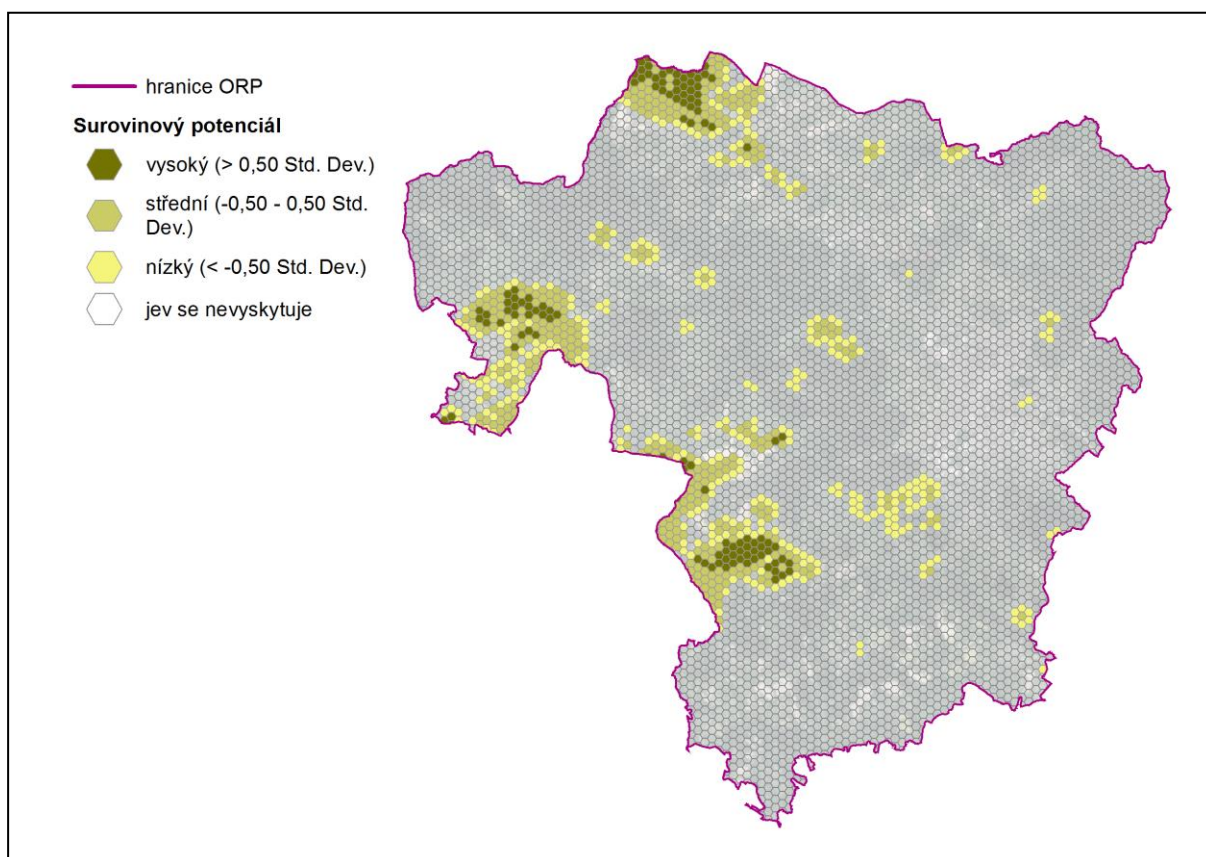 hranice ORP
Surovinový potenciál
vysoký (> 0,50 Std. Dev.)
střední (-0,50 - 0,50 Std.
Dev.)
nízký (< -0,50 Std. Dev.)
jev se nevyskytuje